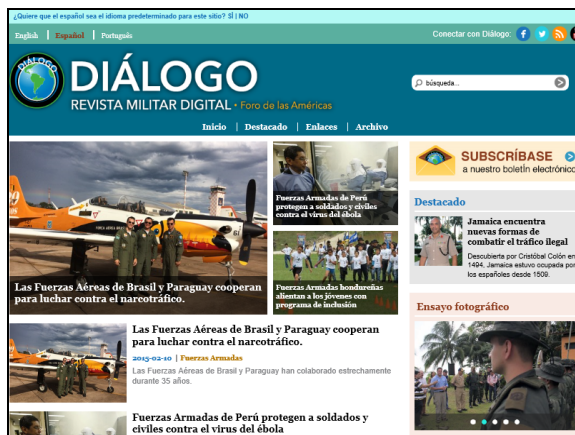 ¿Quiere que el español sea el idioma predeterminado para este sitio? SÍ | NO
English | Español | Português
Conectar con Diálogo:
DIÁLOGO
DIÁLOGO
REVISTA MILITAR DIGITAL • Foro de las Américas
búsqueda...
Inicio | Destacado | Enlaces | Archivo
Las Fuerzas Aéreas de Brasil y Paraguay cooperan
para luchar contra el narcotráfico.
Fuerzas Armadas de Perú
protegen a soldados y civiles
contra el virus del ébola
Fuerzas Armadas hondureñas
alientan a los jóvenes con
programa de inclusión
SUBSCRÍBASE
a nuestro boletín electrónico
Destacado
Jamaica encuentra
nuevas formas de
combatir el tráfico ilegal
Descubierta por Cristóbal Colón en
1494, Jamaica estuvo ocupada por
los españoles desde 1509.
Ensayo fotográfico
Las Fuerzas Aéreas de Brasil y Paraguay cooperan
para luchar contra el narcotráfico.
2015-02-10 | Fuerzas Armadas
Las Fuerzas Aéreas de Brasil y Paraguay han colaborado estrechamente
durante 35 años.
Fuerzas Armadas de Perú protegen a soldados y
civiles contra el virus del ébola